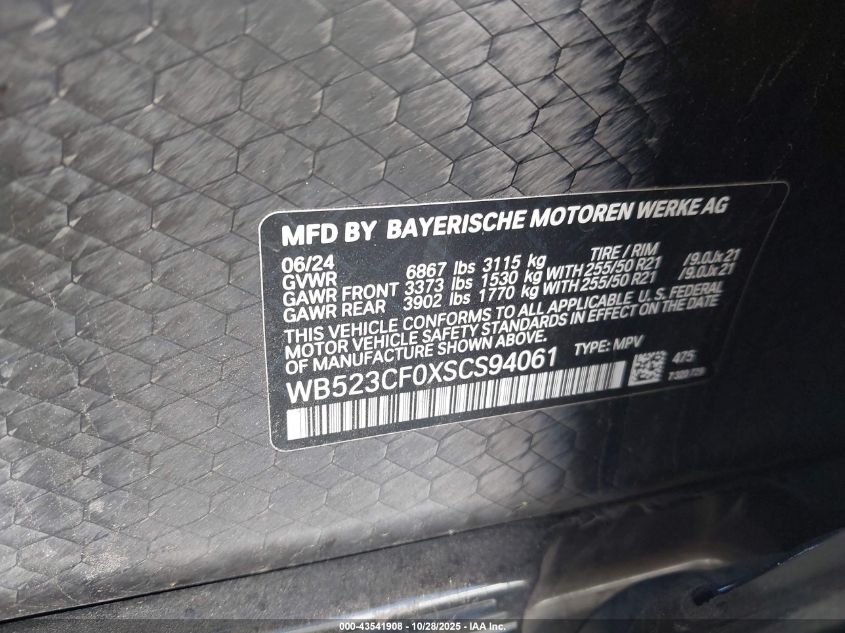 MFD BY BAYERISCHE MOTOREN WERKE AG
06/24 TIRE / RIM
GVWR 6867 lbs 3115 kg
GAWR FRONT 3373 lbs 1530 kg WITH 255/50 R21 /9.0Jx21
GAWR REAR 3902 lbs 1770 kg WITH 255/50 R21 /9.0Jx21
THIS VEHICLE CONFORMS TO ALL APPLICABLE U.S. FEDERAL
MOTOR VEHICLE SAFETY STANDARDS IN EFFECT ON THE DATE
OF MANUFACTURE SHOWN ABOVE.
WB523CF0XSCS94061 TYPE: MPV 475
000-43541908 - 10/28/2025 - IAA Inc.